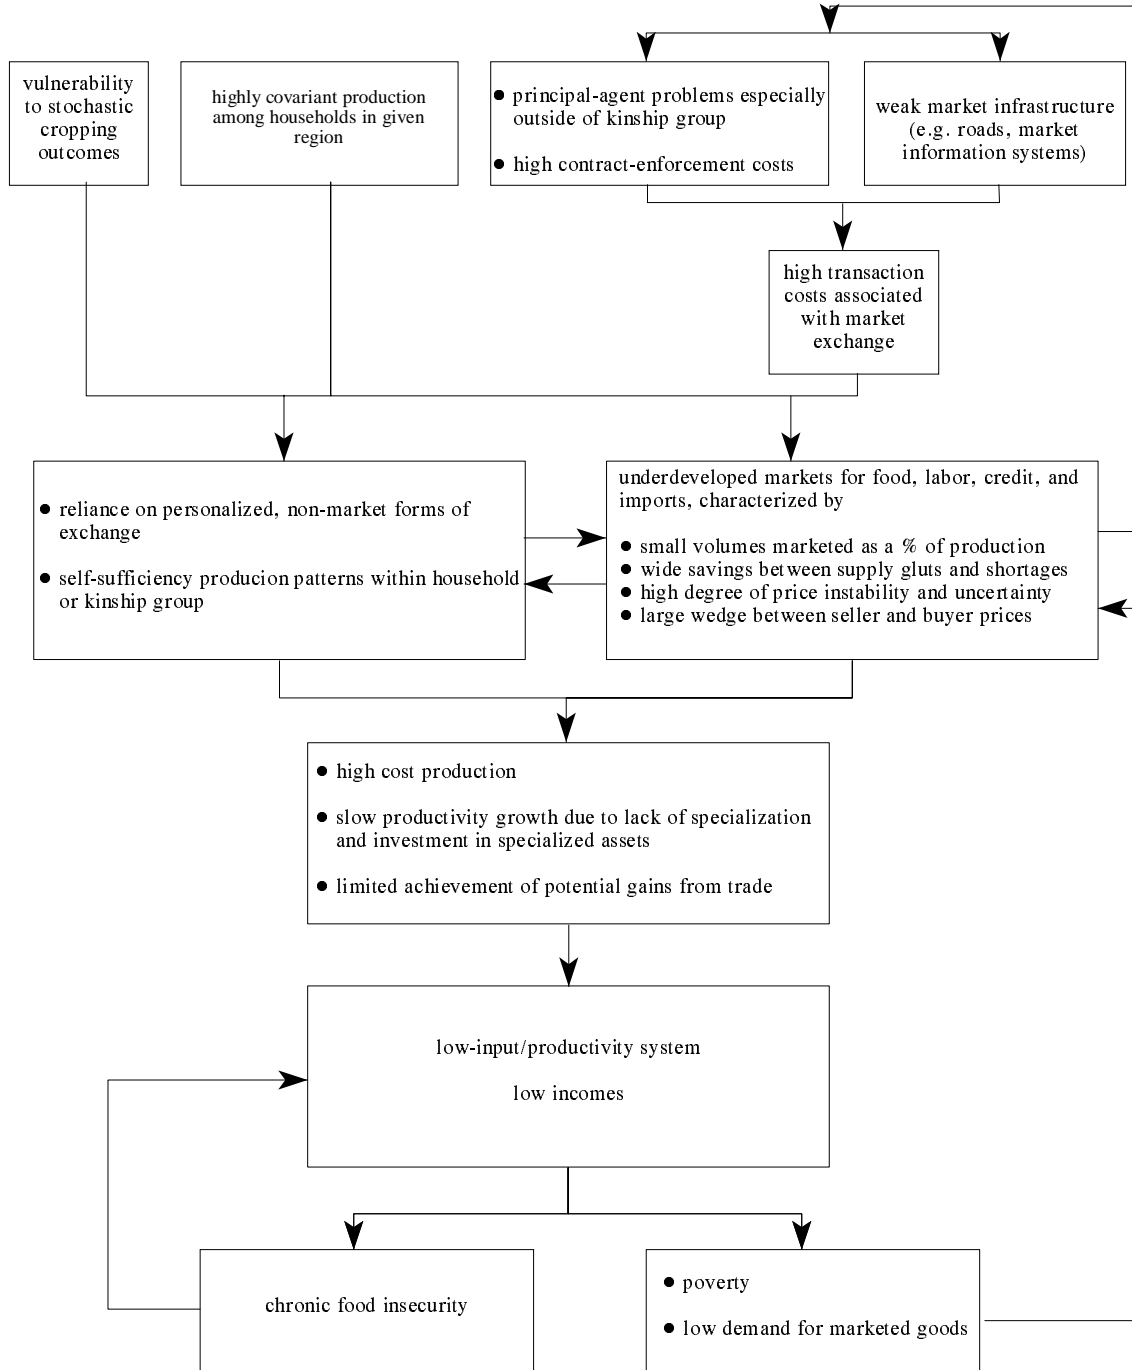 vulnerability
to stochastic
cropping
outcomes
highly covariant production
among households in given
region
● principal-agent problems especially
outside of kinship group
● high contract-enforcement costs
weak market infrastructure
(e.g. roads, market
information systems)
high transaction
costs associated
with market
exchange
● reliance on personalized, non-market forms of
exchange
● self-sufficiency producion patterns within household
or kinship group
underdeveloped markets for food, labor, credit, and
imports, characterized by
● small volumes marketed as a % of production
● wide savings between supply gluts and shortages
● high degree of price instability and uncertainty
● large wedge between seller and buyer prices
● high cost production
● slow productivity growth due to lack of specialization
and investment in specialized assets
● limited achievement of potential gains from trade
low-input/productivity system
low incomes
chronic food insecurity
● poverty
● low demand for marketed goods